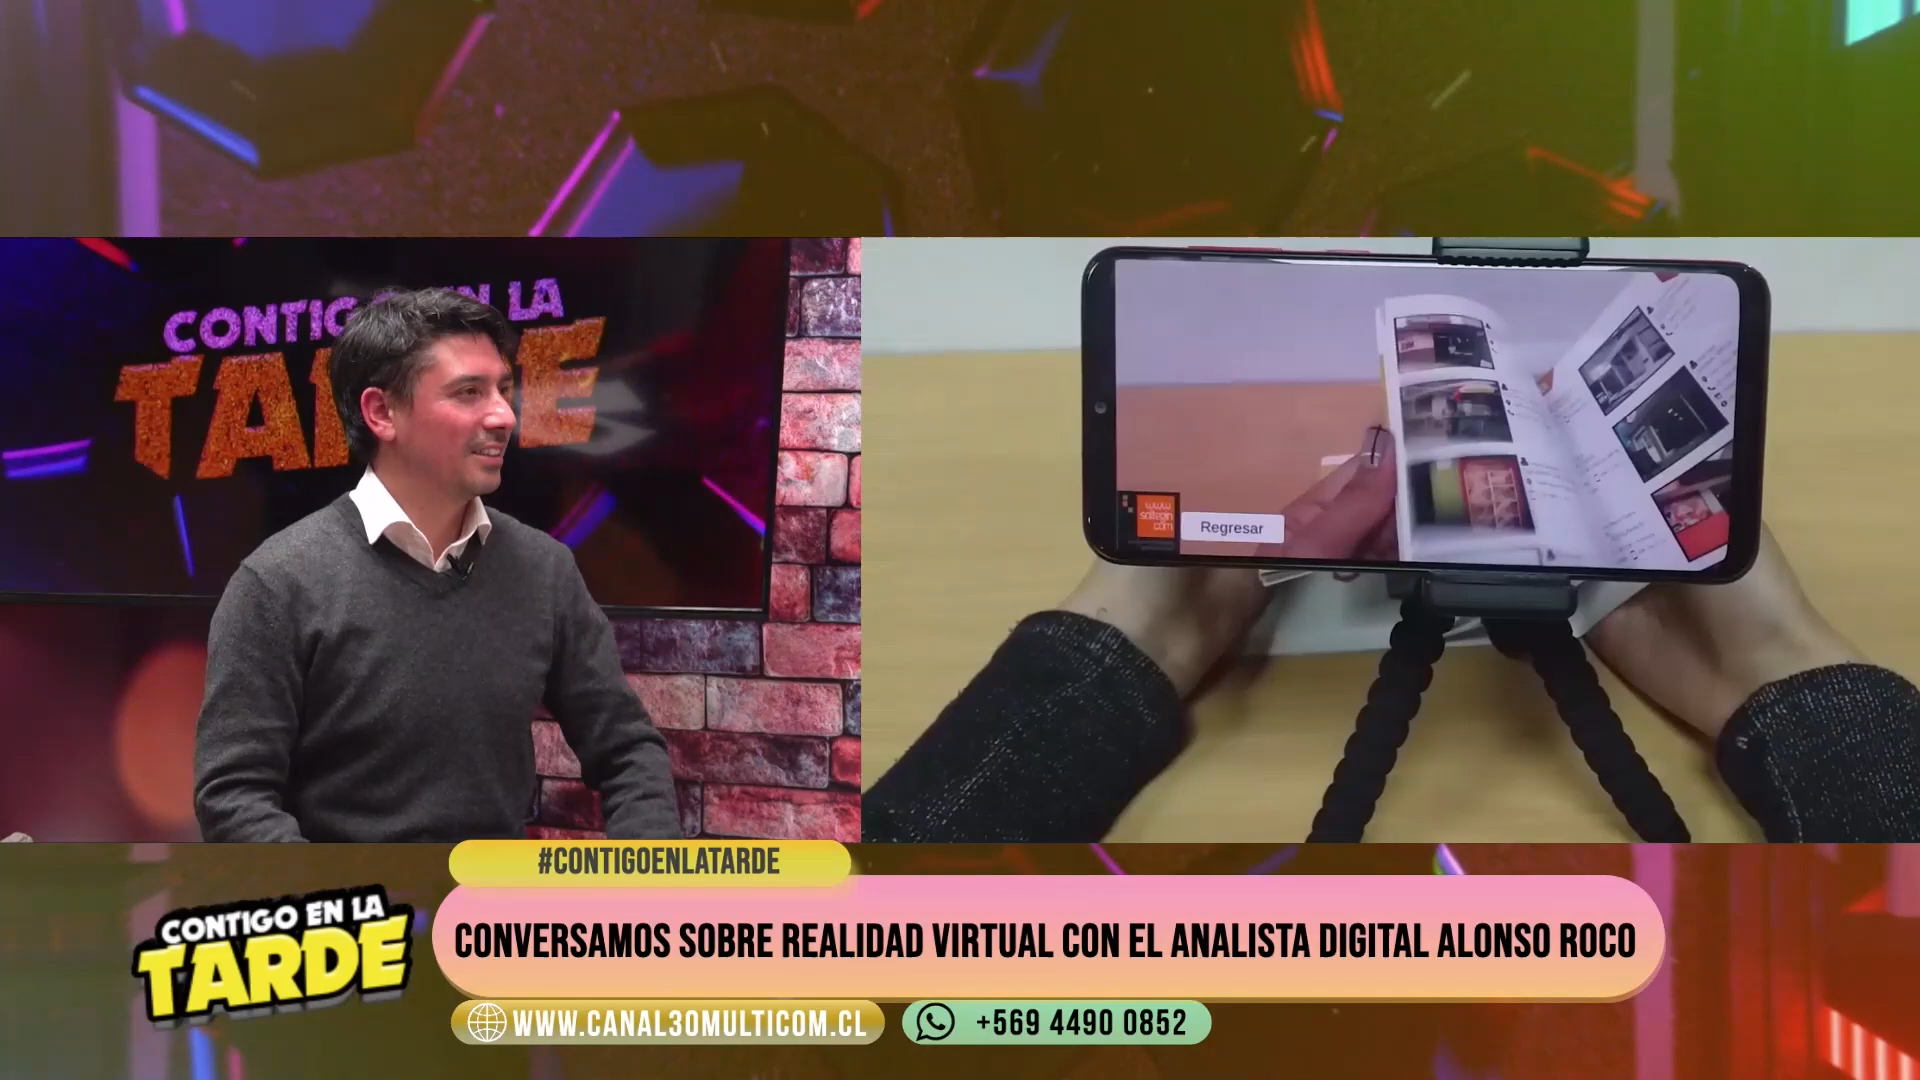 CONTIGO EN LA
TARDE
Regresar
#CONTIGOENLATARDE
CONTIGO EN LA
TARDE
CONVERSAMOS SOBRE REALIDAD VIRTUAL CON EL ANALISTA DIGITAL ALONSO ROCO
WWW.CANAL30MULTICOM.CL
+569 4490 0852